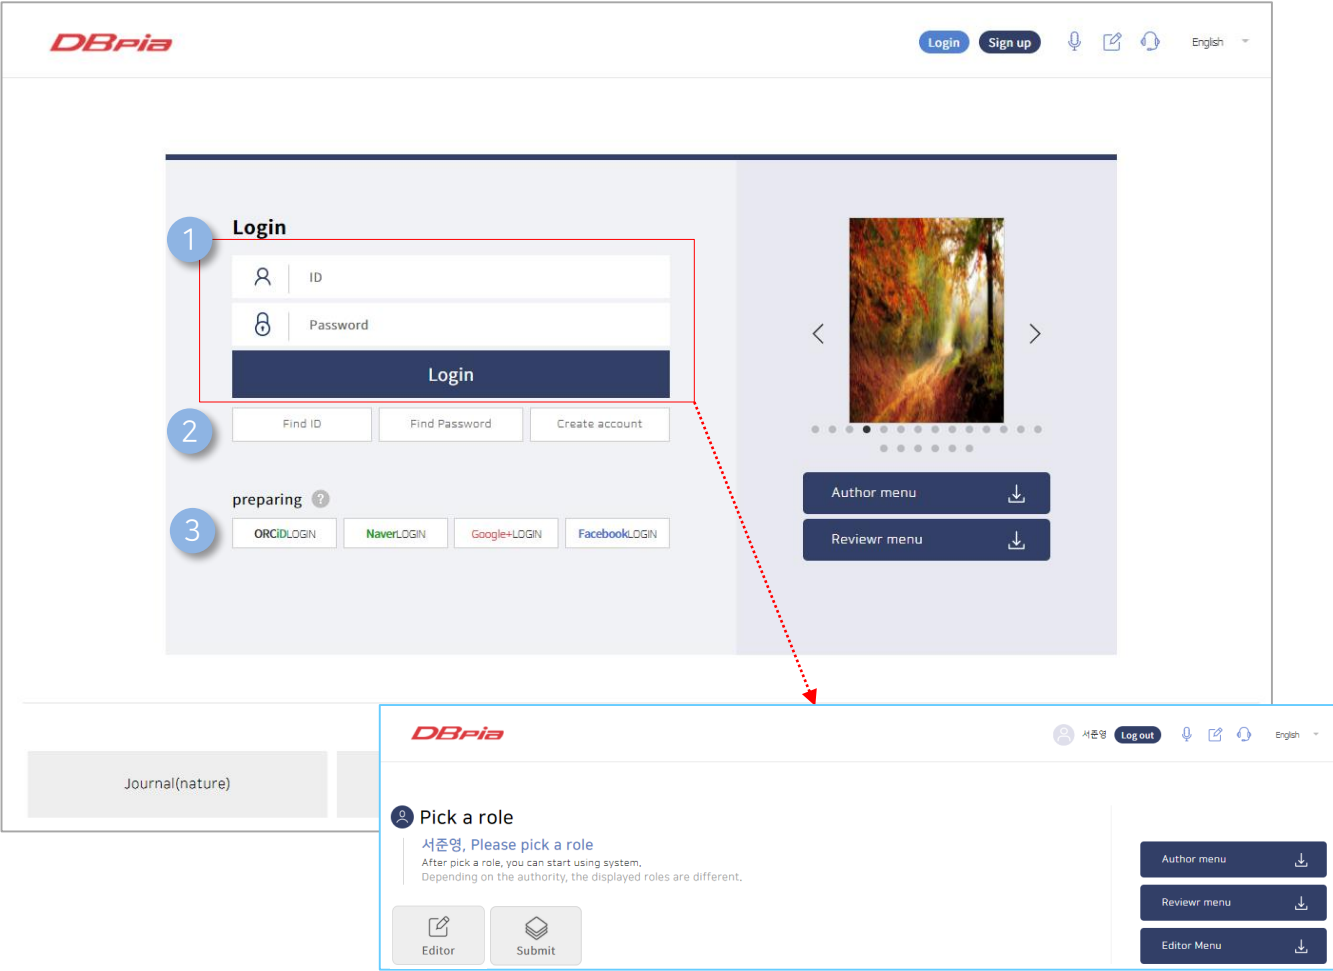 DBpia
Login Sign up English
1
Login
ID
Password
Login
2
Find ID Find Password Create account
preparing ?
3
ORCiDLOGIN NaverLOGIN Google+LOGIN FacebookLOGIN
Author menu
Reviewr menu
Journal(nature)
DBpia
서준영 Log out English
Pick a role
서준영, Please pick a role
After pick a role, you can start using system.
Depending on the authority, the displayed roles are different.
Editor Submit
Author menu
Reviewr menu
Editor Menu